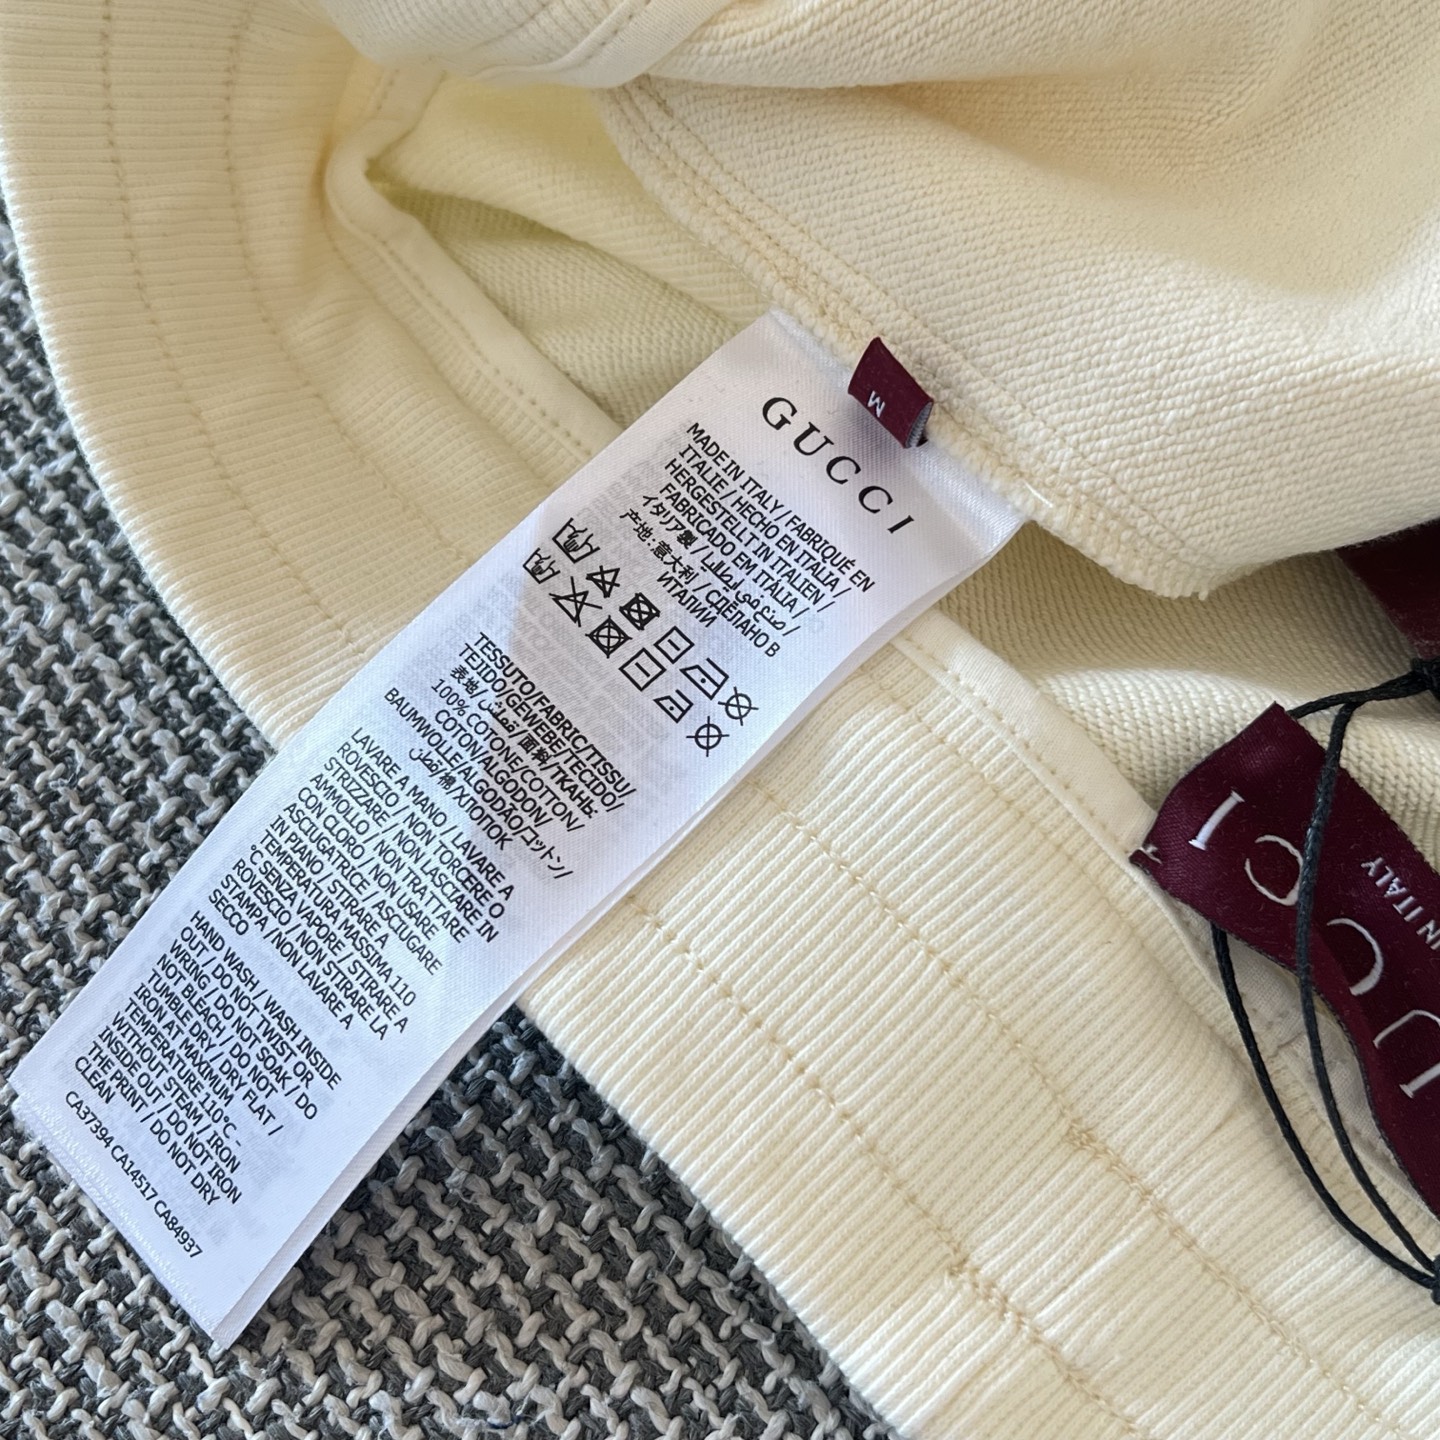 GUCCI
M
MADE IN ITALY / FABRIQUÉ EN
ITALIE / HECHO EN ITALIA /
HERGESTELLT IN ITALIEN /
FABRICADO EM ITÁLIA /
イタリア製 / صنع في ايطاليا /
产地：意大利 / СДЕЛАНО В
ИТАЛИИ
TESSUTO/FABRIC/TISSU/
TEJIDO/GEWEBE/TECIDO/
表地/قماش/面料/ТКАНЬ:
100% COTONE/COTTON/
COTON/ALGODON/
BAUMWOLLE/ALGODÃO/コットン/
قطن/棉/ХЛОПОК
LAVARE A MANO / LAVARE A
ROVESCIO / NON TORCERE O
STRIZZARE / NON LASCIARE IN
AMMOLLO / NON TRATTARE
CON CLORO / NON USARE
ASCIUGATRICE / ASCIUGARE
IN PIANO / STIRARE A
TEMPERATURA MASSIMA 110
°C SENZA VAPORE / STIRARE A
ROVESCIO / NON STIRARE LA
STAMPA /NON LAVARE A
SECCO
HAND WASH / WASH INSIDE
OUT / DO NOT TWIST OR
WRING / DO NOT SOAK / DO
NOT BLEACH / DO NOT
TUMBLE DRY / DRY FLAT /
IRON AT MAXIMUM
TEMPERATURE 110°C –
WITHOUT STEAM / IRON
INSIDE OUT / DO NOT IRON
THE PRINT / DO NOT DRY
CLEAN
CA37394 CA14517 CA84937
UCCI
IN ITALY